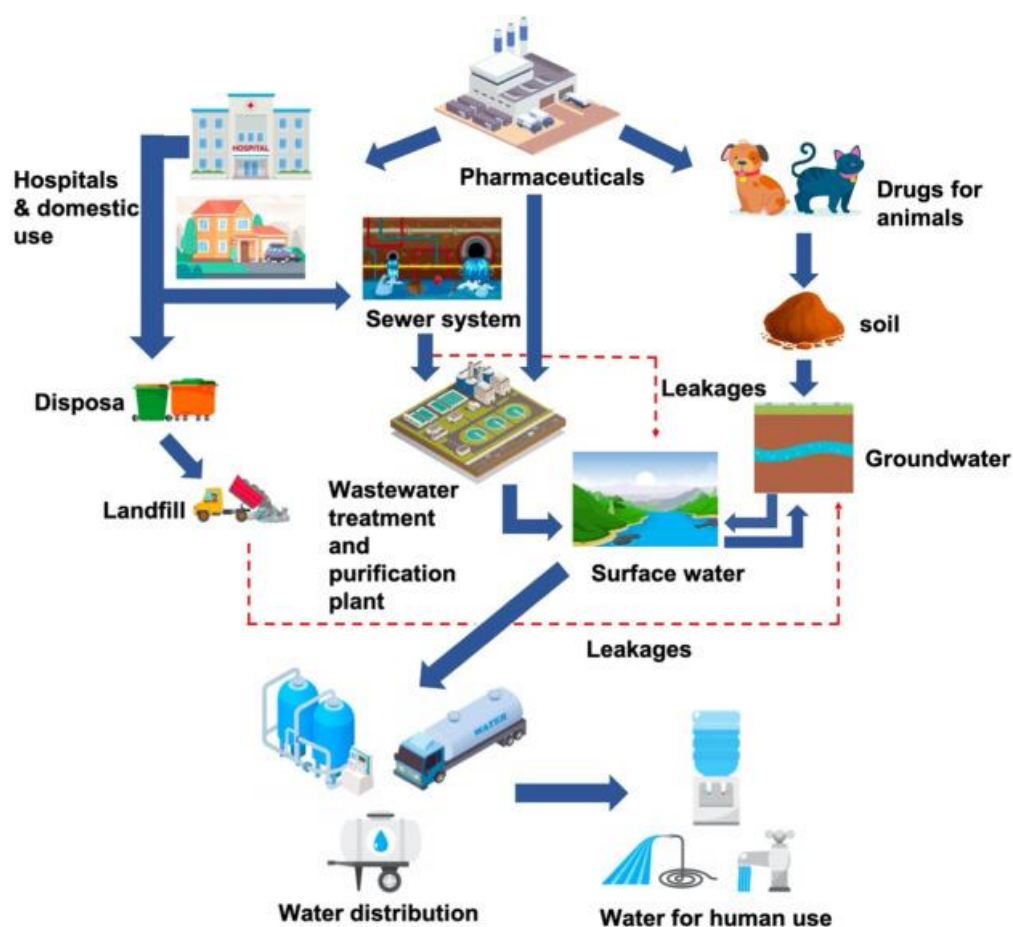 HOSPITAL
Pharmaceuticals
Hospitals
& domestic
use
Drugs for
animals
Sewer system
soil
Leakages
Disposa
Groundwater
Landfill
Wastewater
treatment
and
purification
plant
Surface water
Leakages
WATER
Water distribution
Water for human use